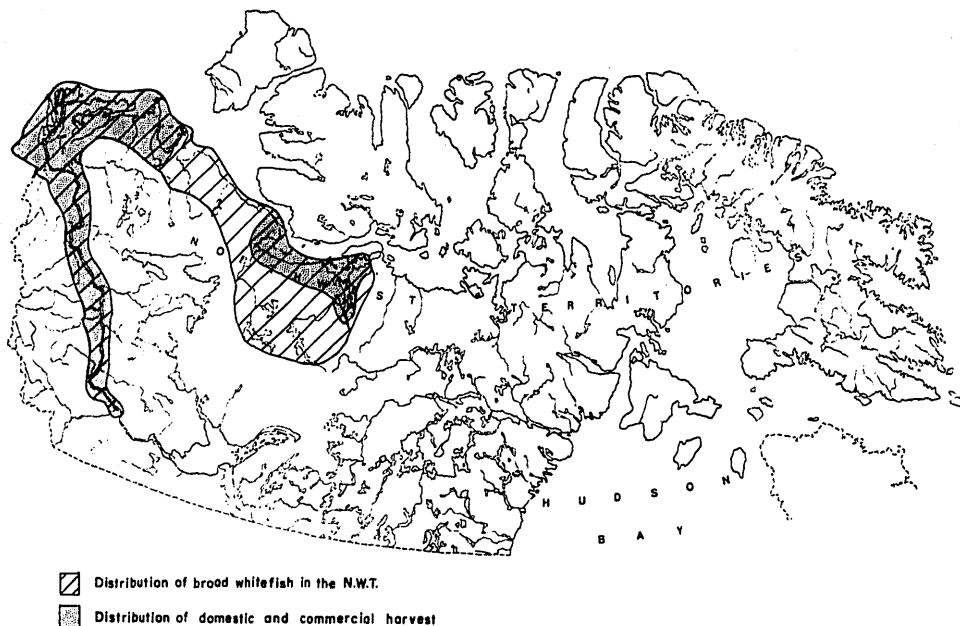 N O S T T E R R I T O R I E S
H U D S O N
B A Y
Distribution of broad whitefish in the N.W.T.
Distribution of domestic and commercial harvest